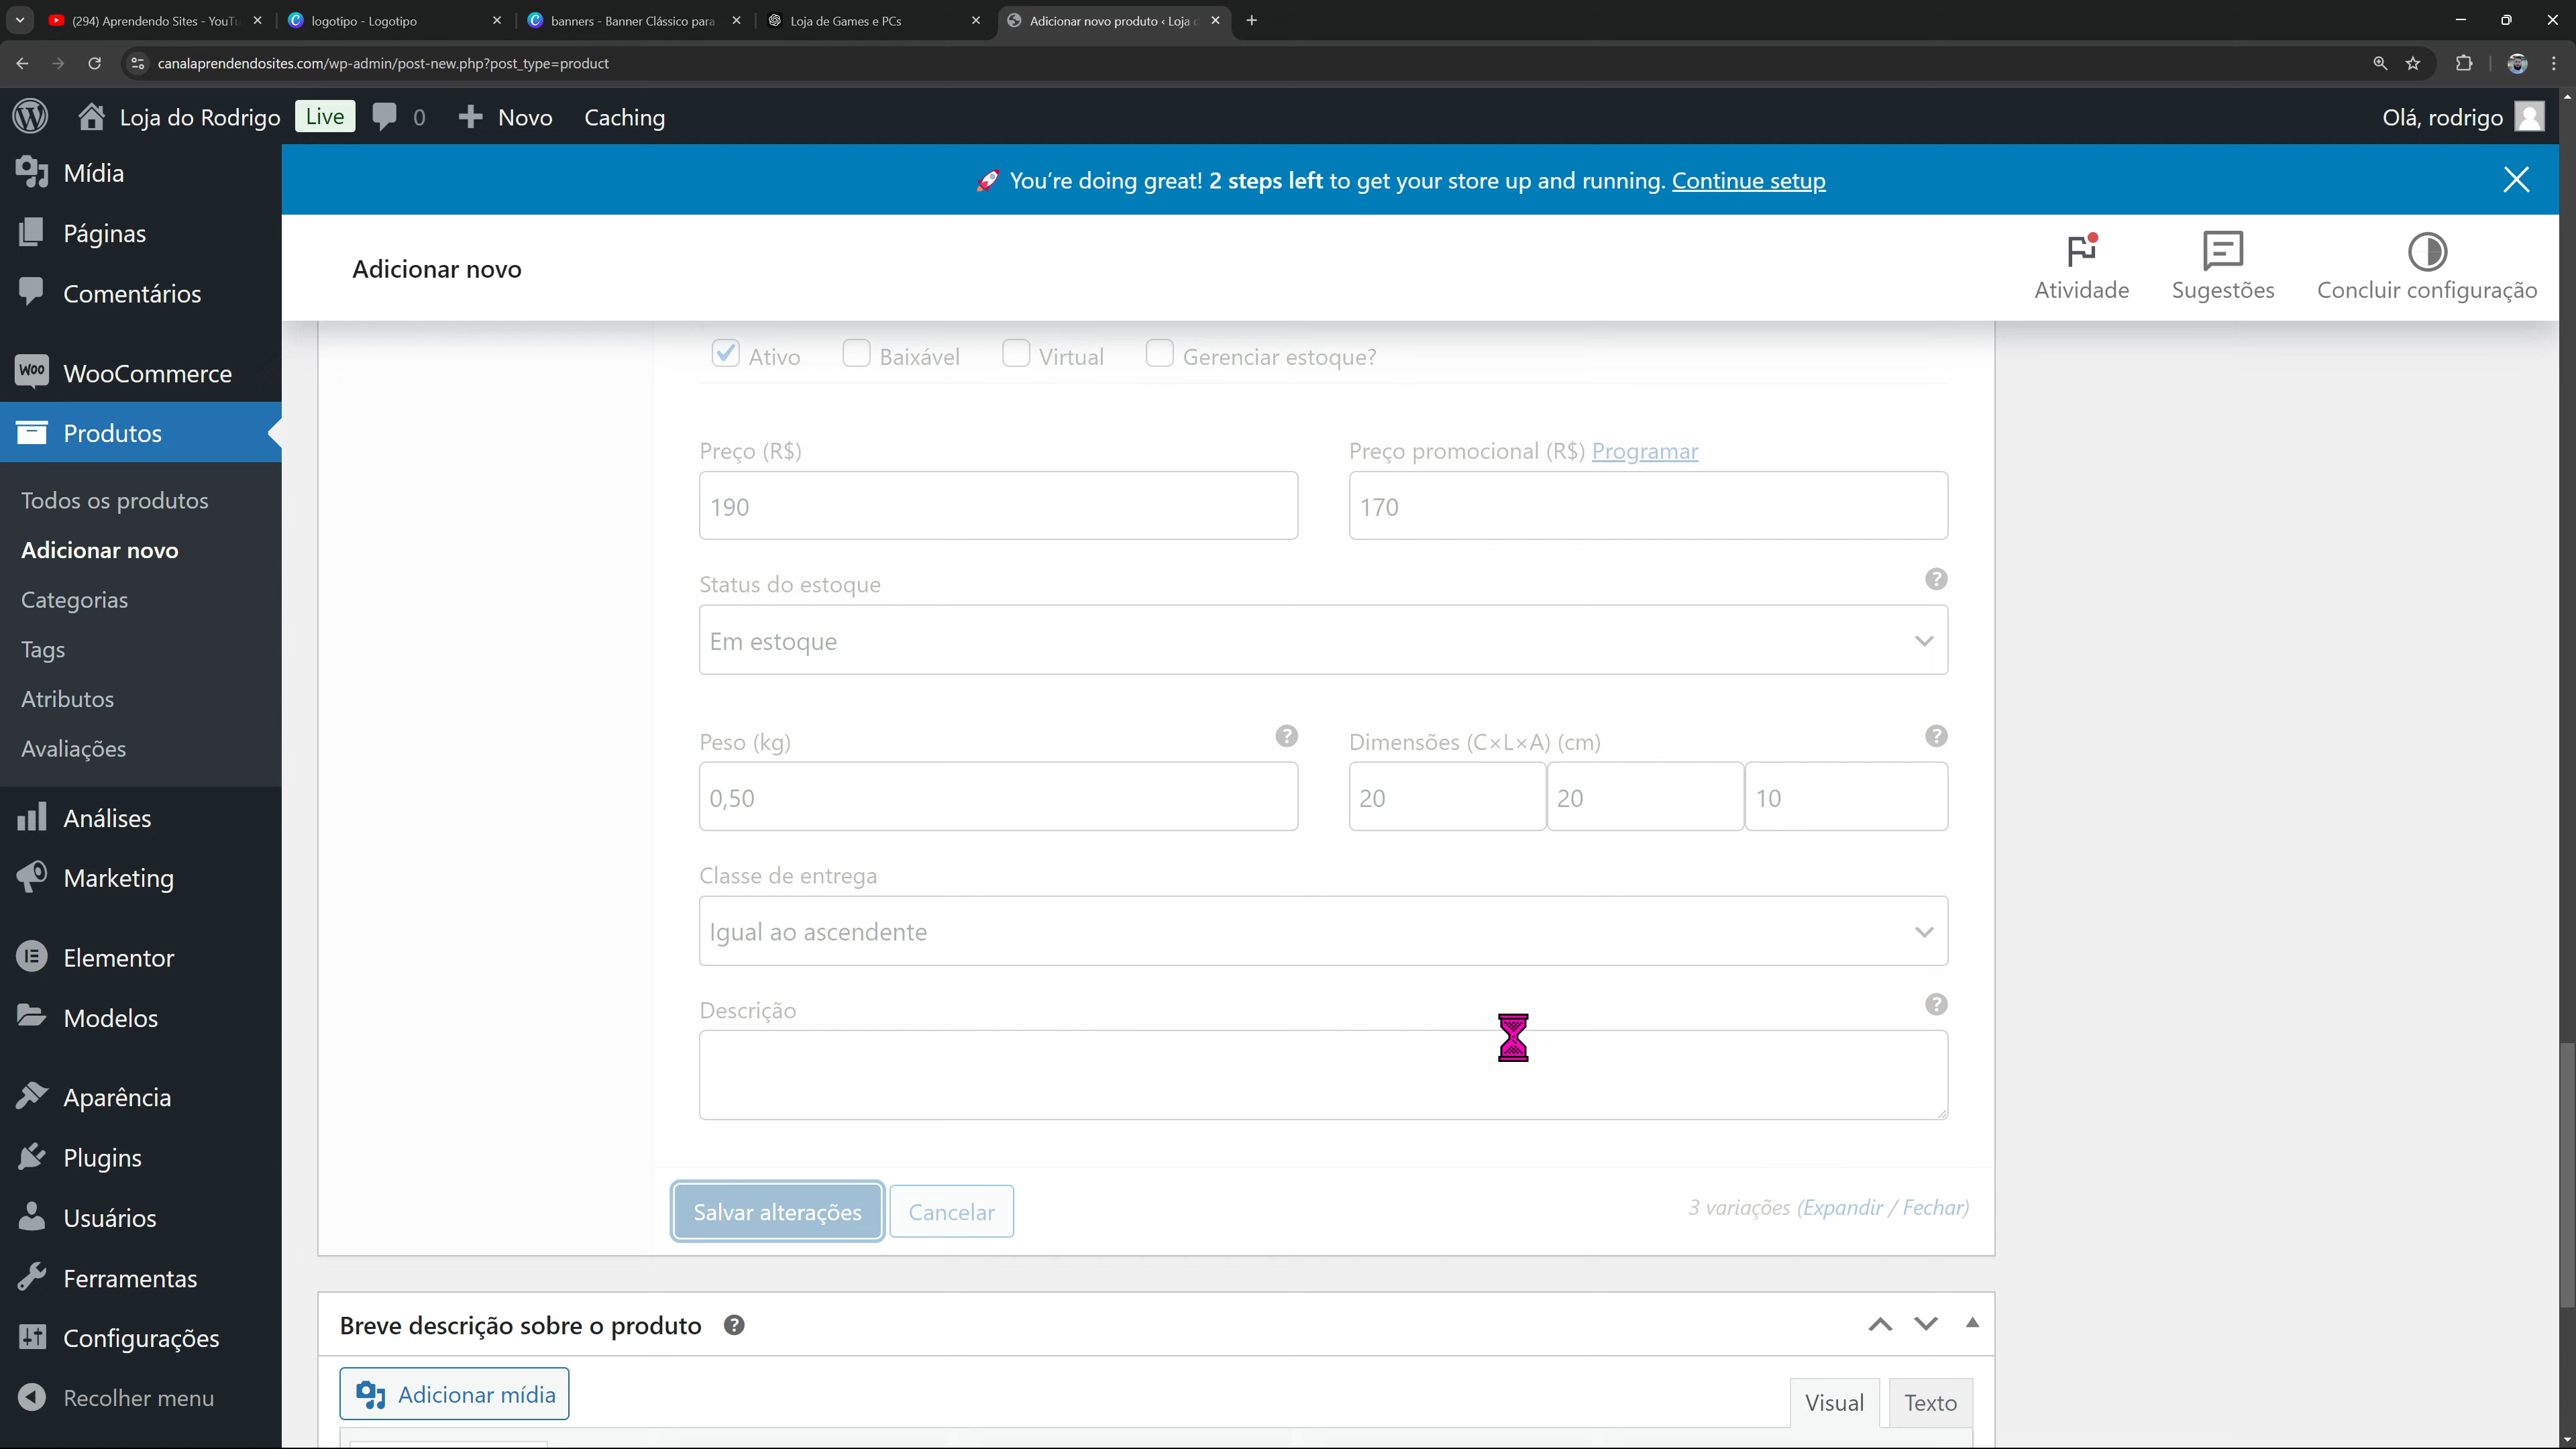 (294) Aprendendo Sites - YouTu
logotipo - Logotipo
banners - Banner Clássico para
Loja de Games e PCs
Adicionar novo produto ‹ Loja d
canalaprendendosites.com/wp-admin/post-new.php?post_type=product
Loja do Rodrigo
Live
0
Novo
Caching
Olá, rodrigo
Mídia
Páginas
Comentários
WooCommerce
Produtos
Todos os produtos
Adicionar novo
Categorias
Tags
Atributos
Avaliações
Análises
Marketing
Elementor
Modelos
Aparência
Plugins
Usuários
Ferramentas
Configurações
Recolher menu
🚀 You’re doing great! 2 steps left to get your store up and running. Continue setup
Adicionar novo
Atividade
Sugestões
Concluir configuração
Ativo
Baixável
Virtual
Gerenciar estoque?
Preço (R$)
Preço promocional (R$) Programar
190
170
Status do estoque
Em estoque
Peso (kg)
Dimensões (C×L×A) (cm)
0,50
20
20
10
Classe de entrega
Igual ao ascendente
Descrição
Salvar alterações
Cancelar
3 variações (Expandir / Fechar)
Breve descrição sobre o produto
Adicionar mídia
Visual
Texto